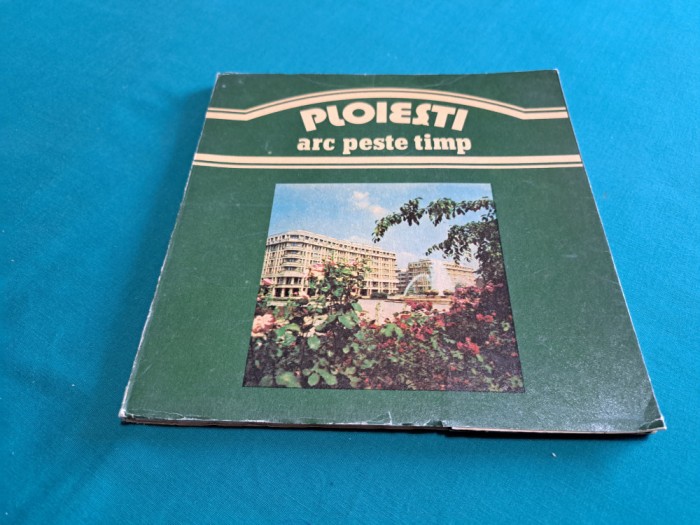 PLOIESTI
arc peste timp